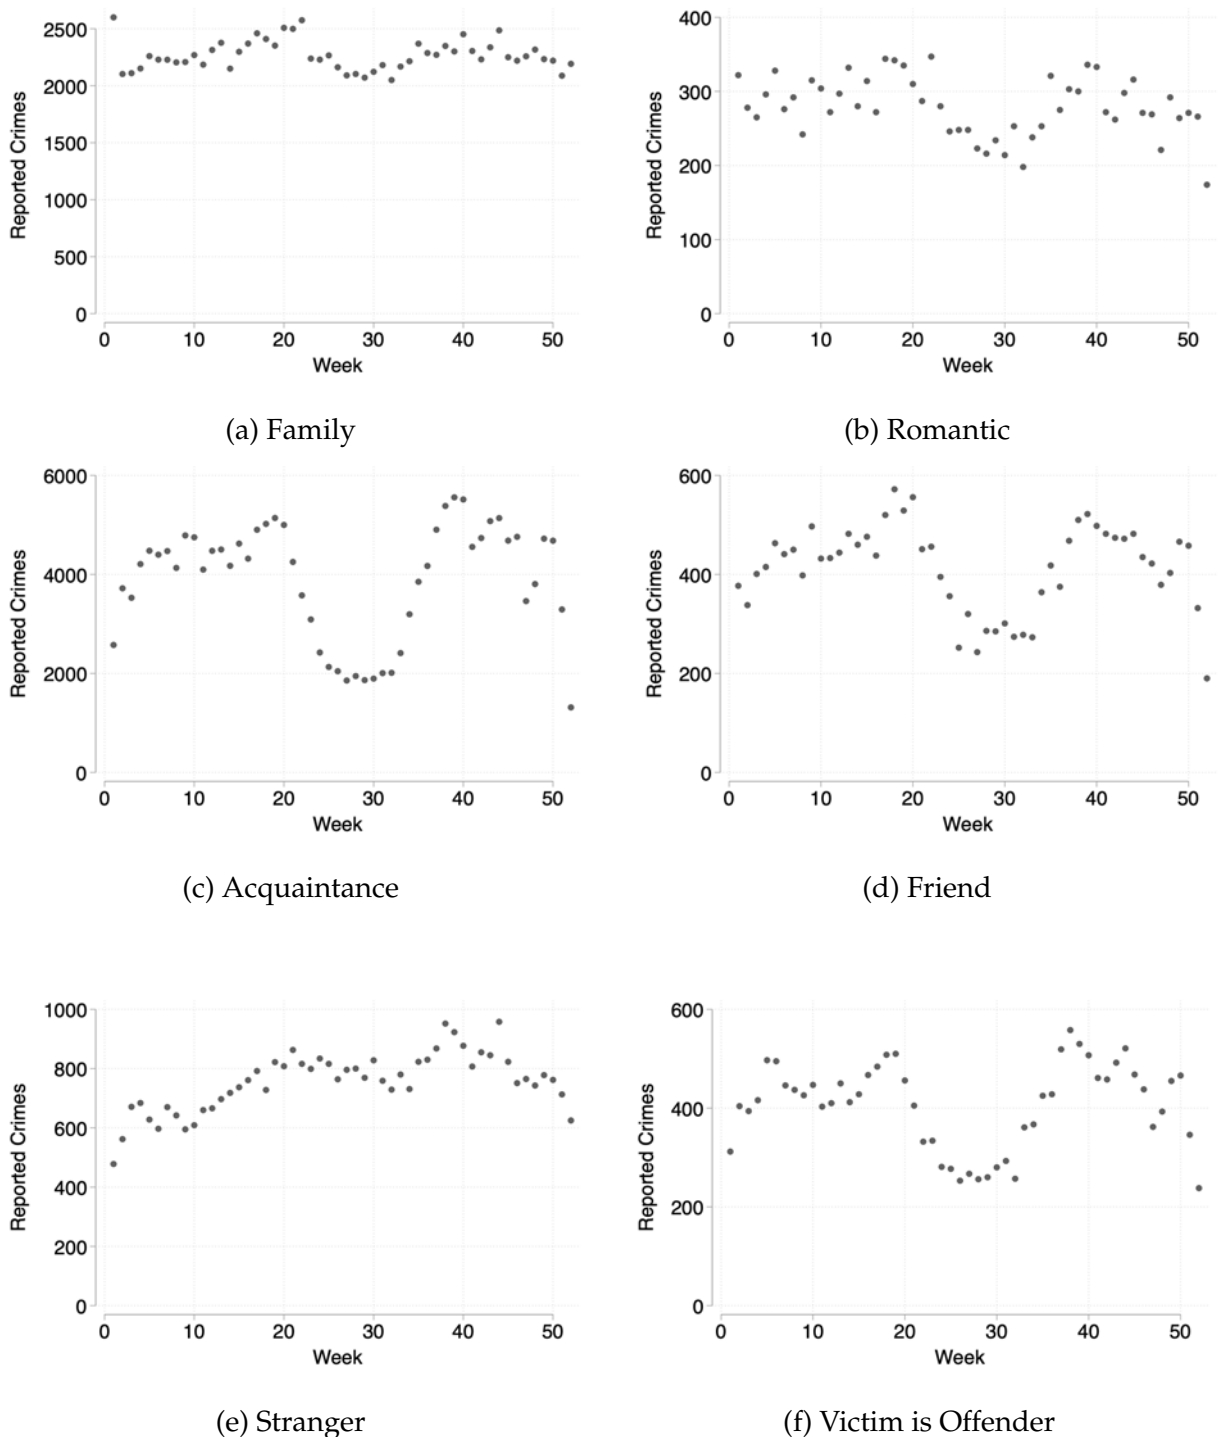 2500
2000
1500
1000
500
0
Reported Crimes
0 10 20 30 40 50
Week
(a) Family
400
300
200
100
0
Reported Crimes
0 10 20 30 40 50
Week
(b) Romantic
6000
4000
2000
0
Reported Crimes
0 10 20 30 40 50
Week
(c) Acquaintance
600
400
200
0
Reported Crimes
0 10 20 30 40 50
Week
(d) Friend
1000
800
600
400
200
0
Reported Crimes
0 10 20 30 40 50
Week
(e) Stranger
600
400
200
0
Reported Crimes
0 10 20 30 40 50
Week
(f) Victim is Offender